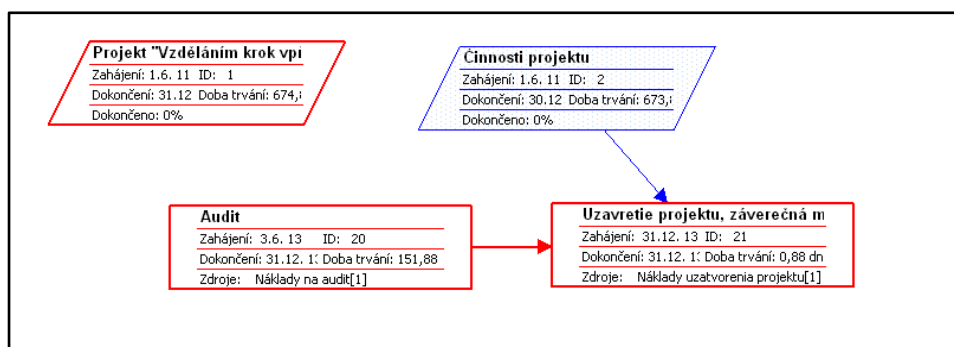 Projekt "Vzděláním krok vpí
Zahájení: 1.6. 11 ID: 1
Dokončení: 31.12 Doba trvání: 674,
Dokončeno: 0%
Činnosti projektu
Zahájení: 1.6. 11 ID: 2
Dokončení: 30.12 Doba trvání: 673,
Dokončeno: 0%
Audit
Zahájení: 3.6. 13 ID: 20
Dokončení: 31.12. 13 Doba trvání: 151,88
Zdroje: Náklady na audit[1]
Uzavretie projektu, záverečná m
Zahájení: 31.12. 13 ID: 21
Dokončení: 31.12. 13 Doba trvání: 0,88 dn
Zdroje: Náklady uzatvorenia projektu[1]